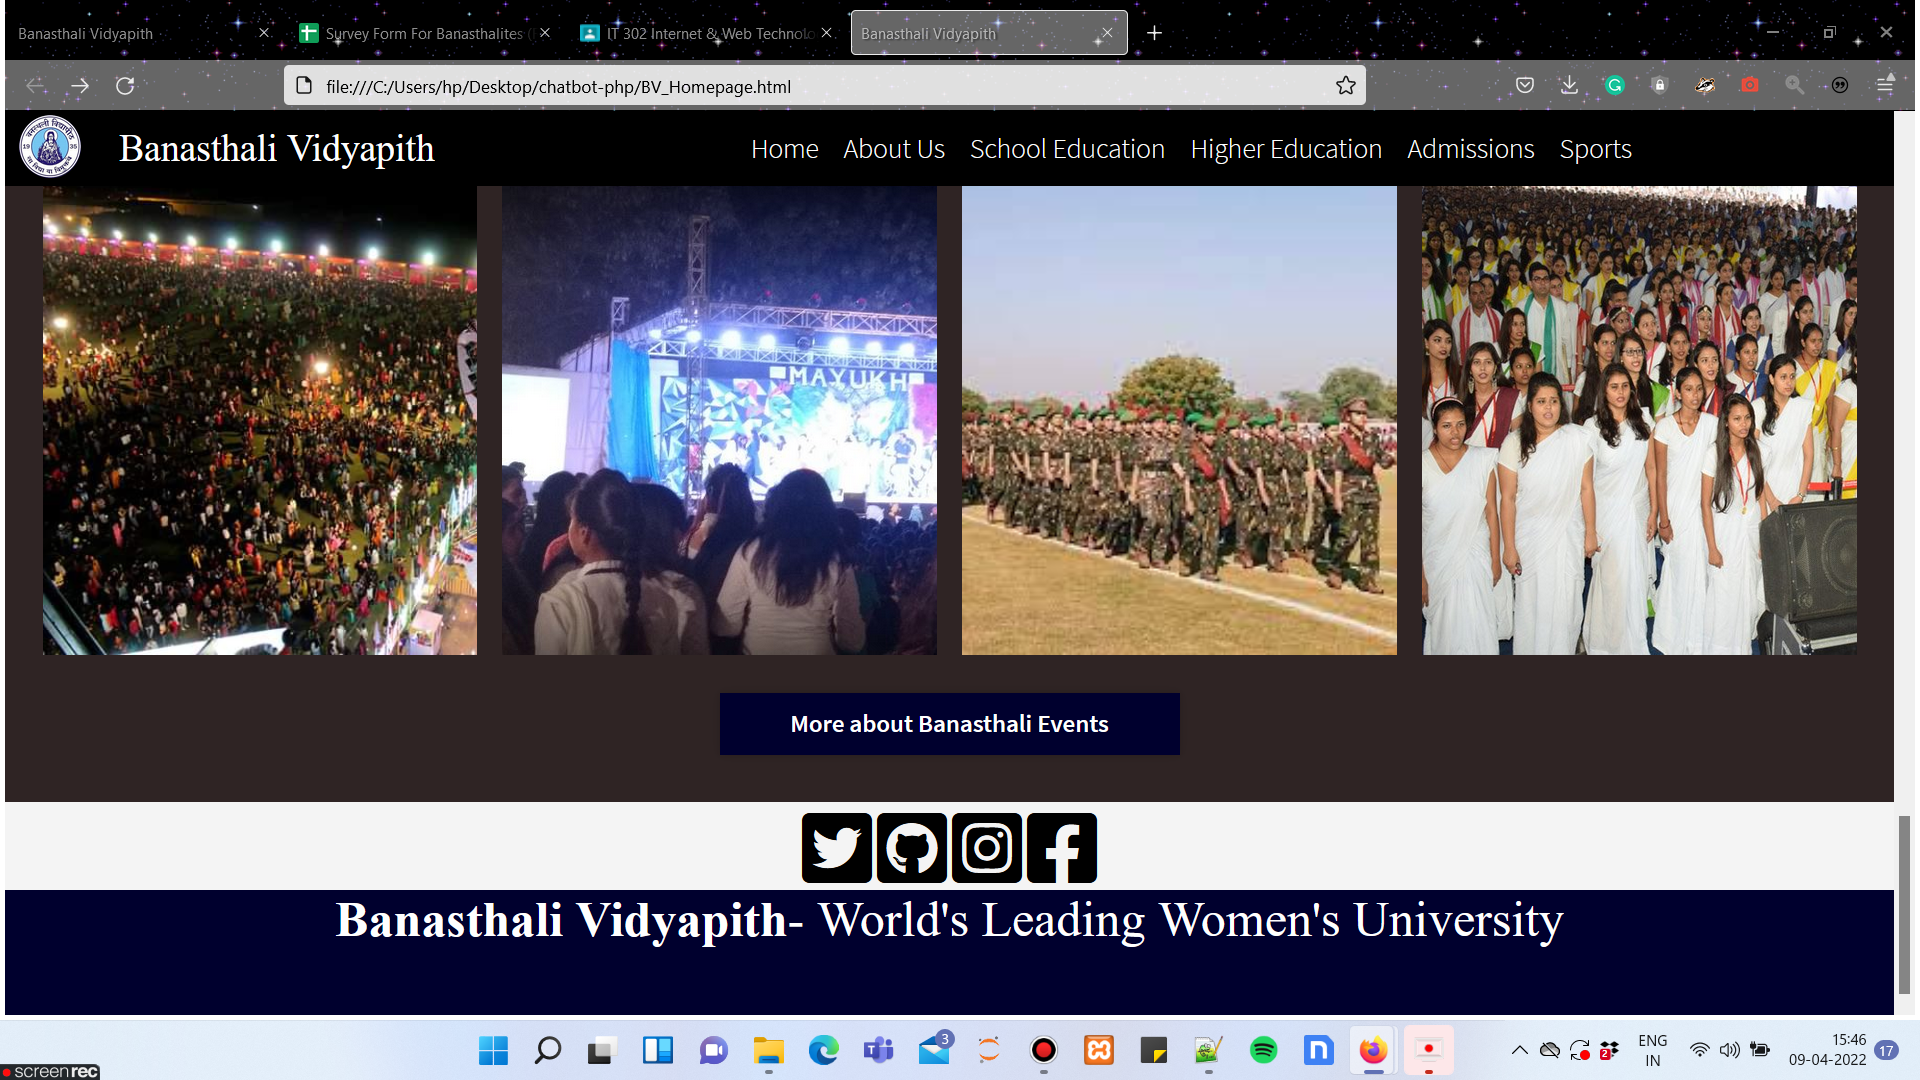 Banasthali Vidyapith
Survey Form For Banasthalites
IT 302 Internet & Web Technolo
Banasthali Vidyapith
file:///C:/Users/hp/Desktop/chatbot-php/BV_Homepage.html
Banasthali Vidyapith
Home About Us School Education Higher Education Admissions Sports
1935
MAYUKH
More about Banasthali Events
Banasthali Vidyapith- World's Leading Women's University
3
2
ENG
IN
15:46
09-04-2022
17
screenrec